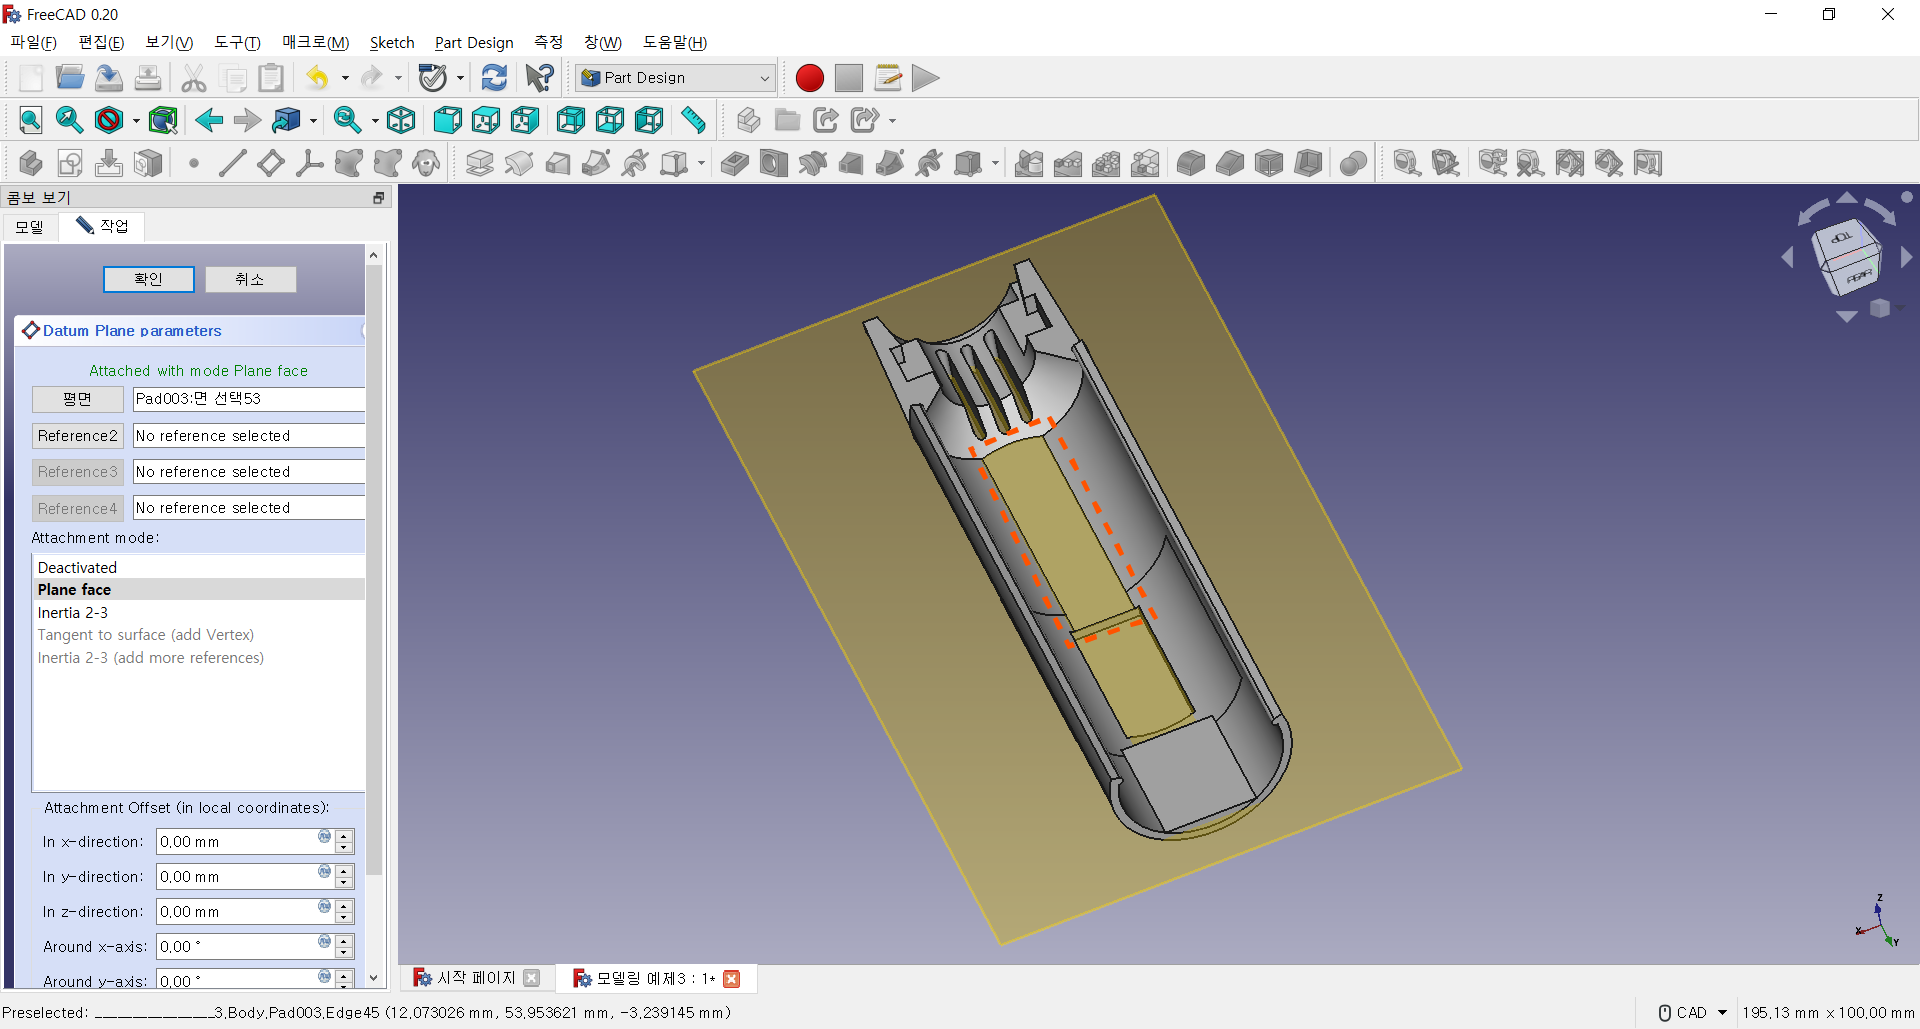 FreeCAD 0.20
파일(F) 편집(E) 보기(V) 도구(T) 매크로(M) Sketch Part Design 측정 창(W) 도움말(H)
Part Design
콤보 보기
모델 작업
확인 취소
Datum Plane parameters
Attached with mode Plane face
평면 Pad003:면 선택53
Reference2 No reference selected
Reference3 No reference selected
Reference4 No reference selected
Attachment mode:
Deactivated
Plane face
Inertia 2-3
Tangent to surface (add Vertex)
Inertia 2-3 (add more references)
Attachment Offset (in local coordinates):
In x-direction: 0,00 mm
In y-direction: 0,00 mm
In z-direction: 0,00 mm
Around x-axis: 0,00 °
Around y-axis: 0,00 °
TOP
REAR
Z
X
Y
시작 페이지 모델링 예제3 : 1*
Preselected: ________________3,Body,Pad003,Edge45 (12,073026 mm, 53,953621 mm, -3,239145 mm) CAD 195,13 mm x 100,00 mm